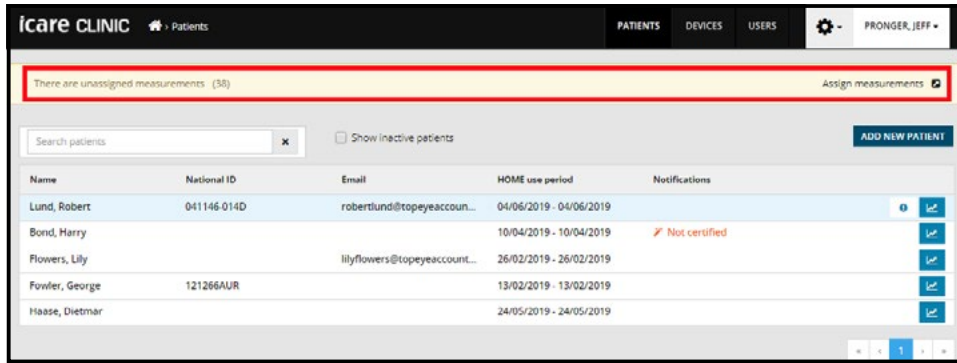 icare CLINIC > Patients PATIENTS DEVICES USERS PRONGER, JEFF
There are unassigned measurements (38) Assign measurements
Search patients x Show inactive patients ADD NEW PATIENT
Name National ID Email HOME use period Notifications
Lund, Robert 041146-014D robertlund@topeyeaccoun... 04/06/2019 - 04/06/2019
Bond, Harry 10/04/2019 - 10/04/2019 Not certified
Flowers, Lily lilyflowers@topeyeaccount... 26/02/2019 - 26/02/2019
Fowler, George 121266AUR 13/02/2019 - 13/02/2019
Haase, Dietmar 24/05/2019 - 24/05/2019
« ‹ 1 › »